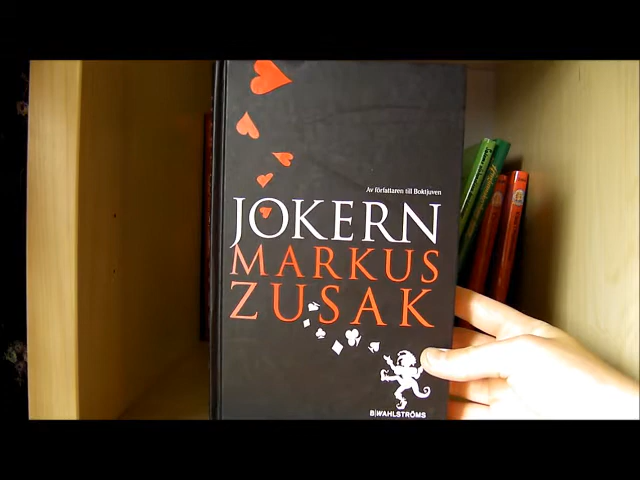 Av författaren till Boktjuven
JOKERN
MARKUS
ZUSAK
B|WAHLSTRÖMS